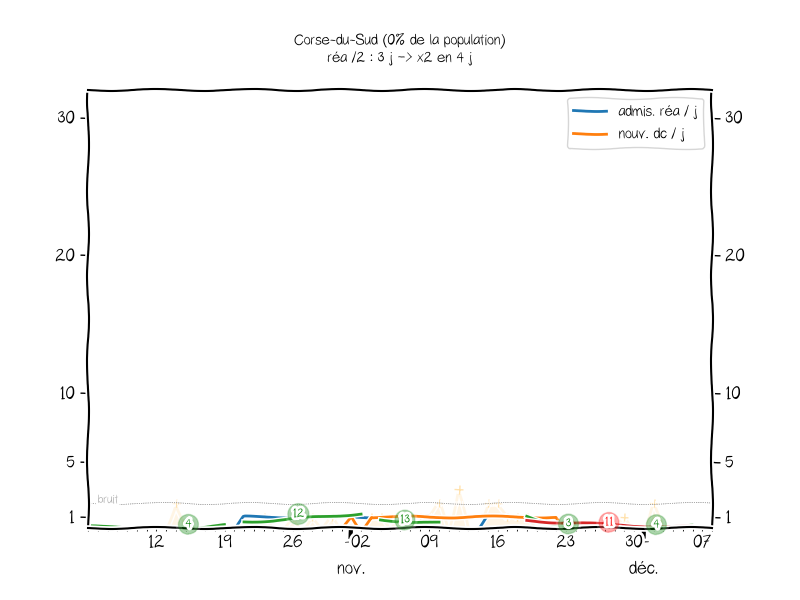 Corse-du-Sud (0% de la population)
réa /2 : 3 j -> x2 en 4 j
admis. réa / j
nouv. dc / j
30 30
20 20
10 10
5 5
bruit
1 1
4 12 13 3 11 4
12 19 26 02 09 16 23 30 07
nov. déc.